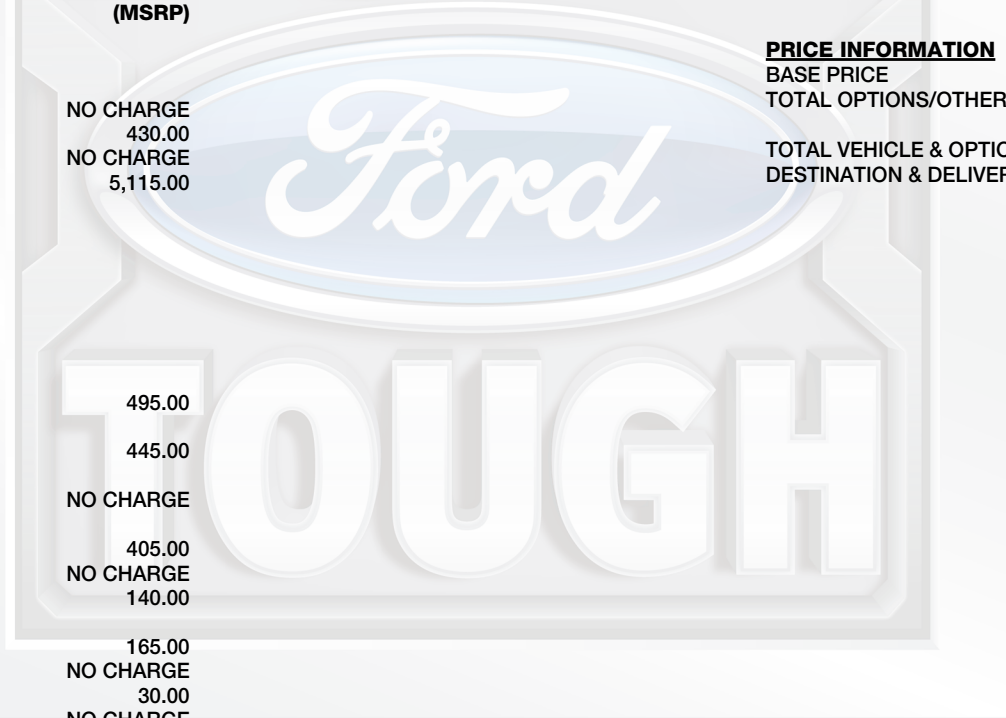 (MSRP)
NO CHARGE
430.00
NO CHARGE
5,115.00
495.00
445.00
NO CHARGE
405.00
NO CHARGE
140.00
165.00
NO CHARGE
30.00
NO CHARGE
PRICE INFORMATION
BASE PRICE
TOTAL OPTIONS/OTHER
TOTAL VEHICLE & OPTIO
DESTINATION & DELIVER
Ford
TOUGH